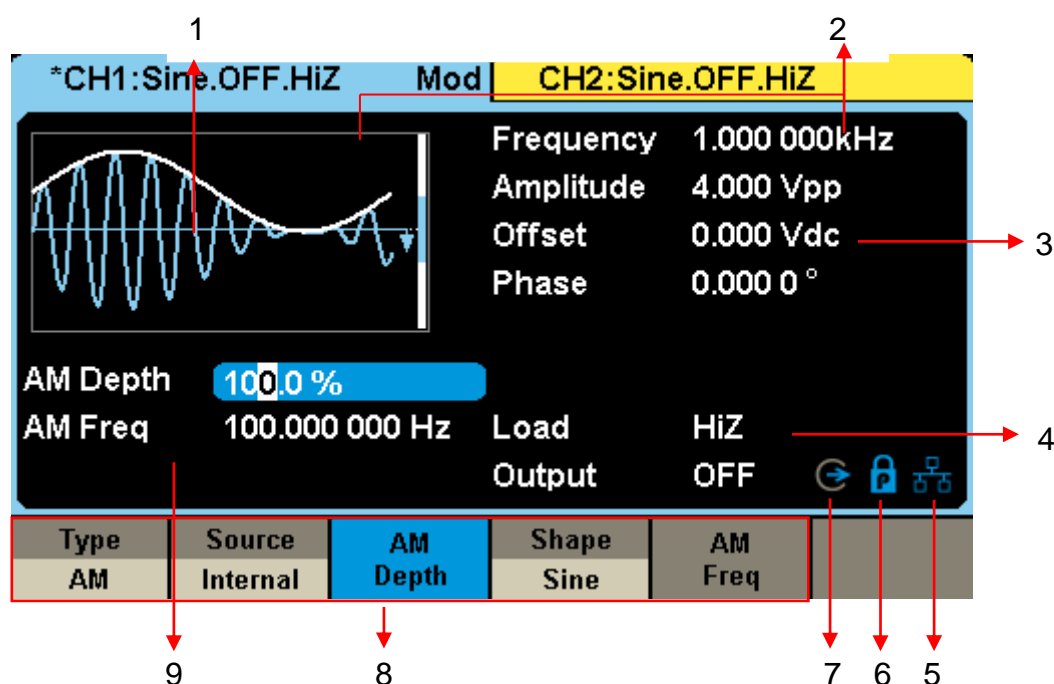 1 2
*CH1:Sine.OFF.HiZ Mod CH2:Sine.OFF.HiZ
Frequency 1.000 000kHz
Amplitude 4.000 Vpp
Offset 0.000 Vdc
3
Phase 0.000 0 °
AM Depth 100.0 %
AM Freq 100.000 000 Hz Load HiZ
4
Output OFF
P
Type Source AM Shape AM
AM Internal Depth Sine Freq
9 8 7 6 5